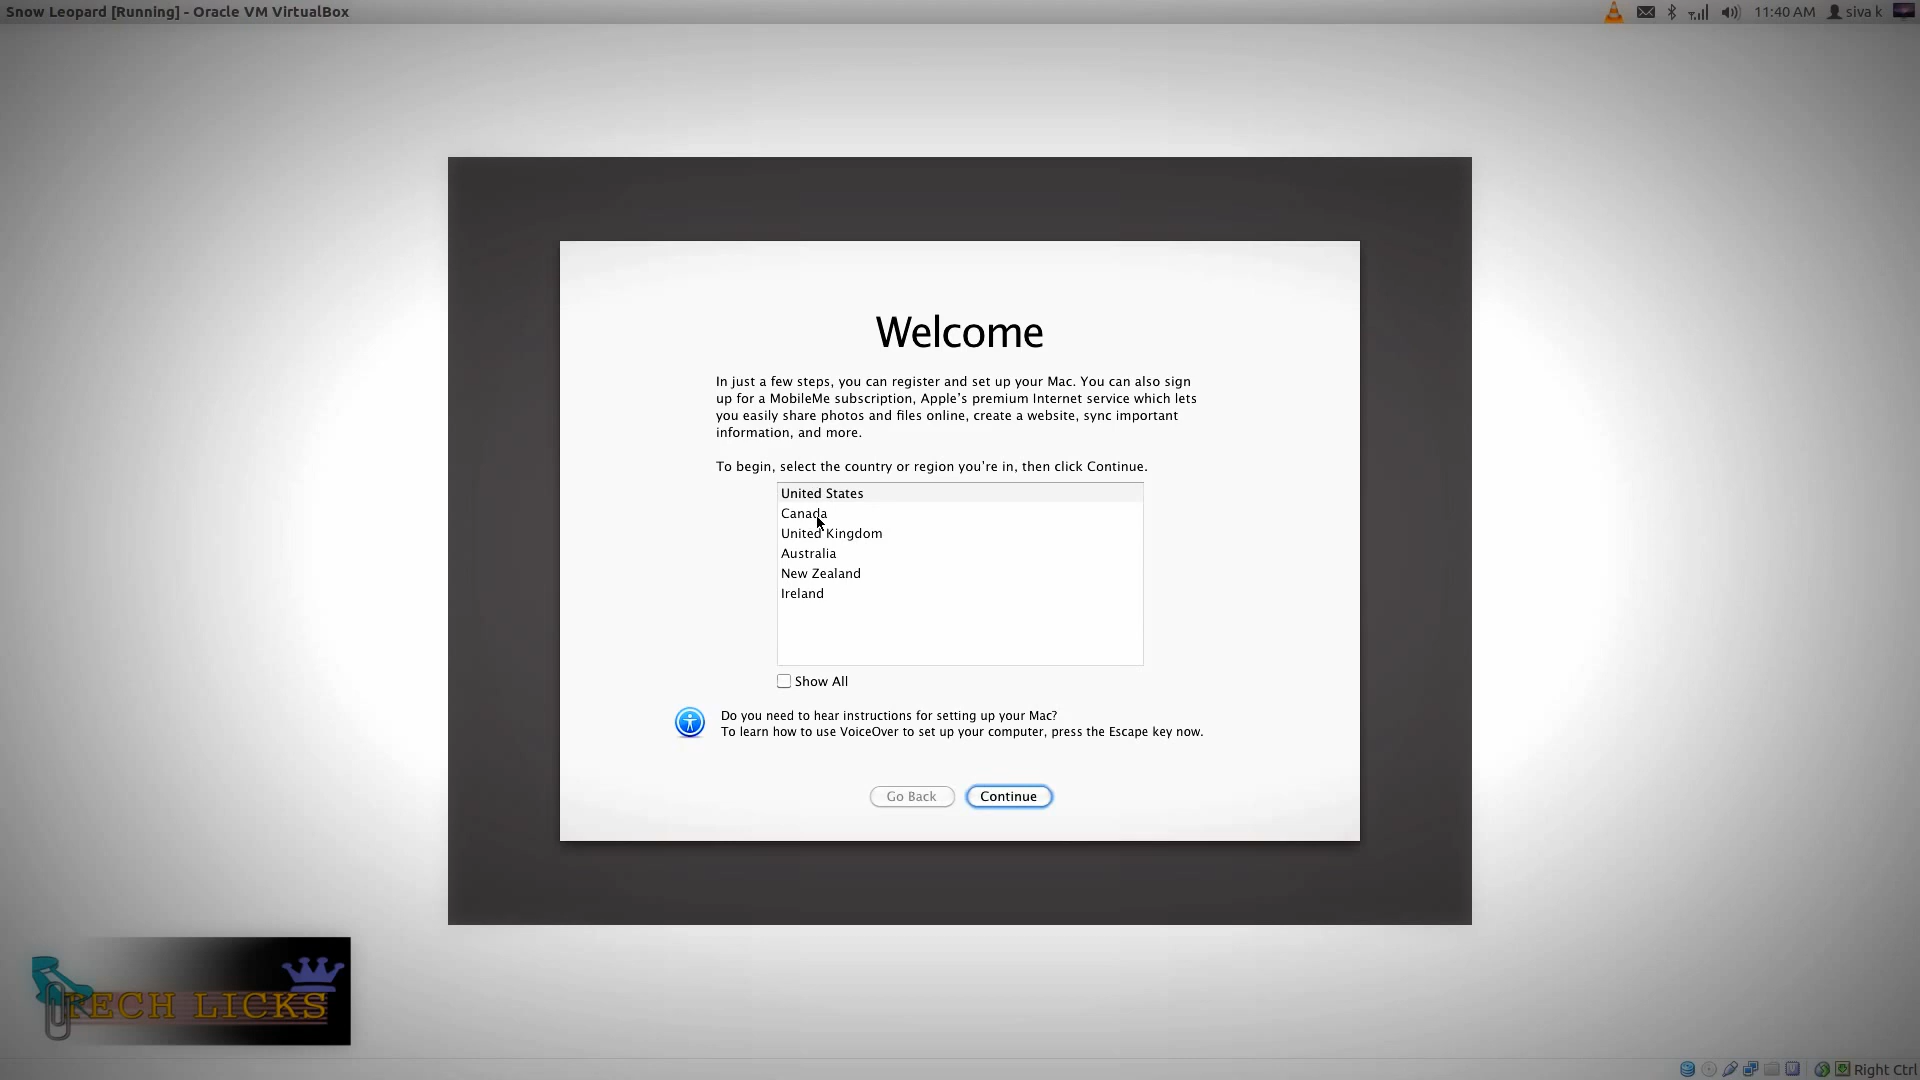 Snow Leopard [Running] - Oracle VM VirtualBox
11:40 AM siva k
Welcome
In just a few steps, you can register and set up your Mac. You can also sign
up for a MobileMe subscription, Apple's premium Internet service which lets
you easily share photos and files online, create a website, sync important
information, and more.
To begin, select the country or region you're in, then click Continue.
United States
Canada
United Kingdom
Australia
New Zealand
Ireland
Show All
Do you need to hear instructions for setting up your Mac?
To learn how to use VoiceOver to set up your computer, press the Escape key now.
Go Back Continue
TECH LICKS
Right Ctrl